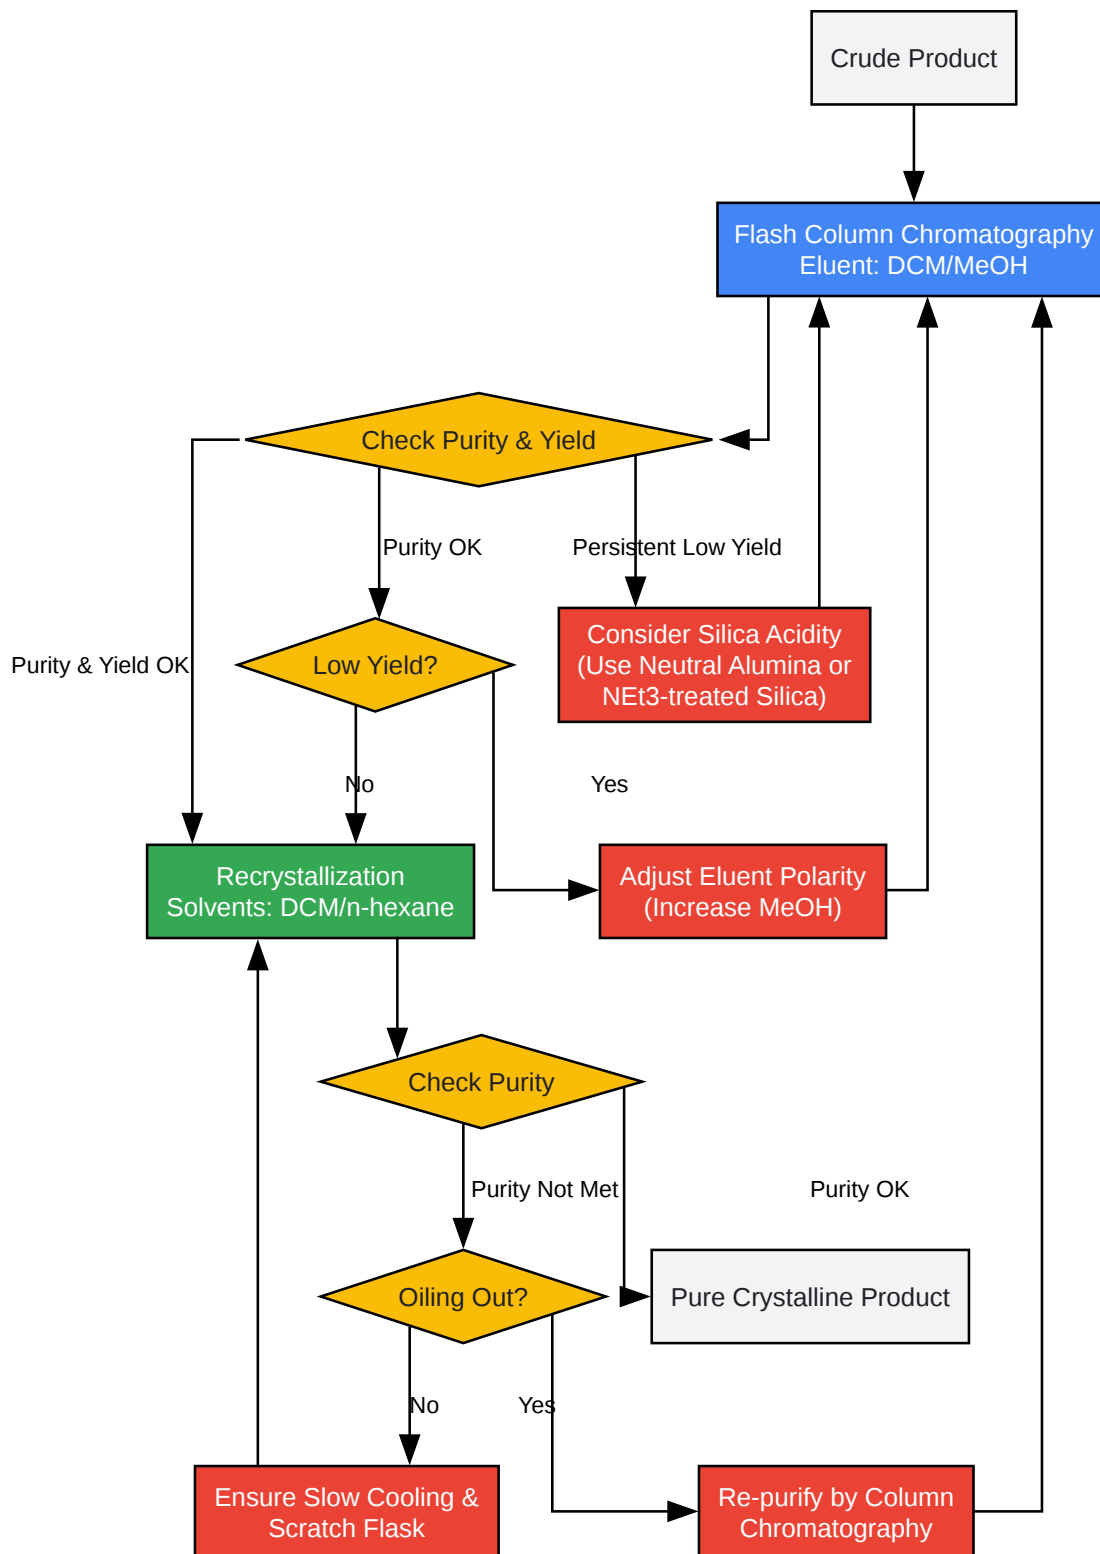 Crude Product
Flash Column Chromatography
Eluent: DCM/MeOH
Check Purity & Yield
Purity OK
Persistent Low Yield
Consider Silica Acidity
(Use Neutral Alumina or
NEt3-treated Silica)
Low Yield?
Purity & Yield OK
No
Yes
Recrystallization
Solvents: DCM/n-hexane
Adjust Eluent Polarity
(Increase MeOH)
Check Purity
Purity Not Met
Purity OK
Oiling Out?
Pure Crystalline Product
No
Yes
Ensure Slow Cooling &
Scratch Flask
Re-purify by Column
Chromatography